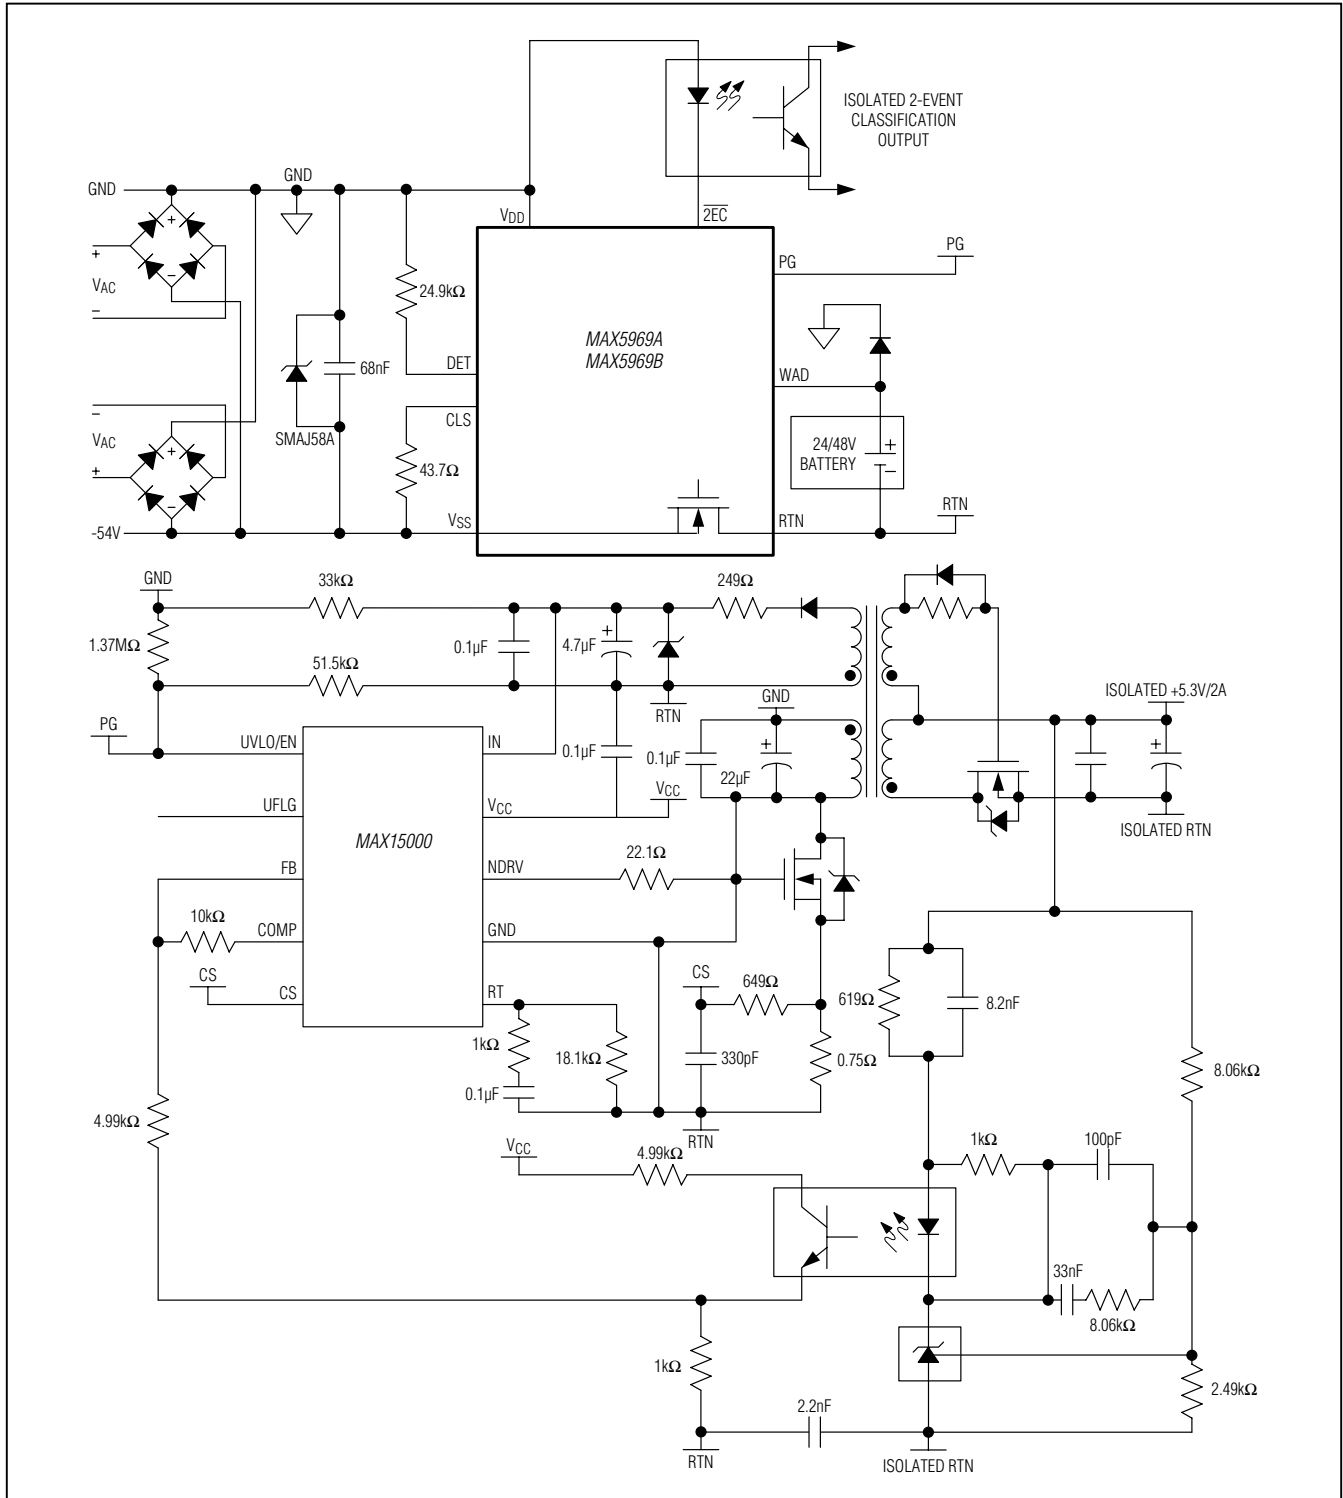 ISOLATED 2-EVENT
CLASSIFICATION
OUTPUT
GND
GND
VDD
2EC
+
+
VAC
−
−
24.9kΩ
PG
PG
MAX5969A
MAX5969B
68nF
DET
WAD
−
VAC
+
+
−
SMAJ58A
CLS
43.7Ω
24/48V
BATTERY
+
−
-54V
VSS
RTN
RTN
GND
33kΩ
249Ω
1.37MΩ
0.1µF
+
4.7µF
51.5kΩ
RTN
GND
ISOLATED +5.3V/2A
PG
UVLO/EN
IN
0.1µF
0.1µF
+
22µF
+
VCC
UFLG
VCC
ISOLATED RTN
MAX15000
FB
NDRV
22.1Ω
10kΩ
COMP
GND
CS
CS
RT
CS
649Ω
619Ω
8.2nF
1kΩ
18.1kΩ
330pF
0.75Ω
0.1µF
8.06kΩ
4.99kΩ
RTN
VCC
4.99kΩ
1kΩ
100pF
33nF
8.06kΩ
1kΩ
2.49kΩ
2.2nF
RTN
ISOLATED RTN